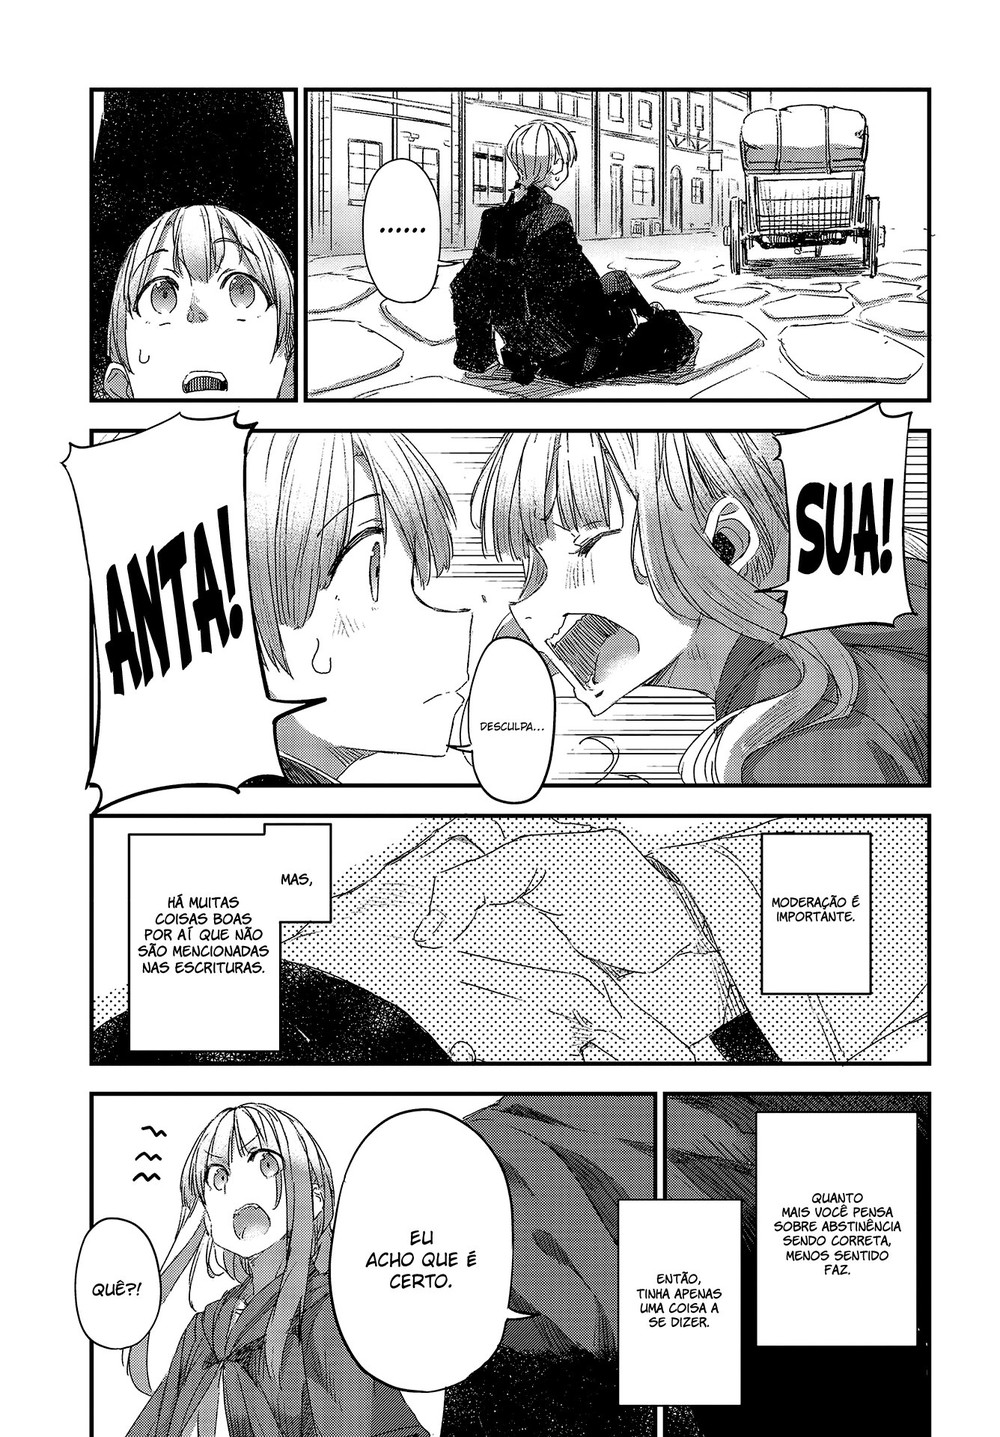 .......
SUA!
ANTA!
DESCULPA...
MODERAÇÃO É
IMPORTANTE.
MAS,
HÁ MUITAS
COISAS BOAS
POR AÍ QUE NÃO
SÃO MENCIONADAS
NAS ESCRITURAS.
QUANTO
MAIS VOCÊ PENSA
SOBRE ABSTINÊNCIA
SENDO CORRETA,
MENOS SENTIDO
FAZ.
ENTÃO,
TINHA APENAS
UMA COISA A
SE DIZER.
EU
ACHO QUE É
CERTO.
QUÊ?!